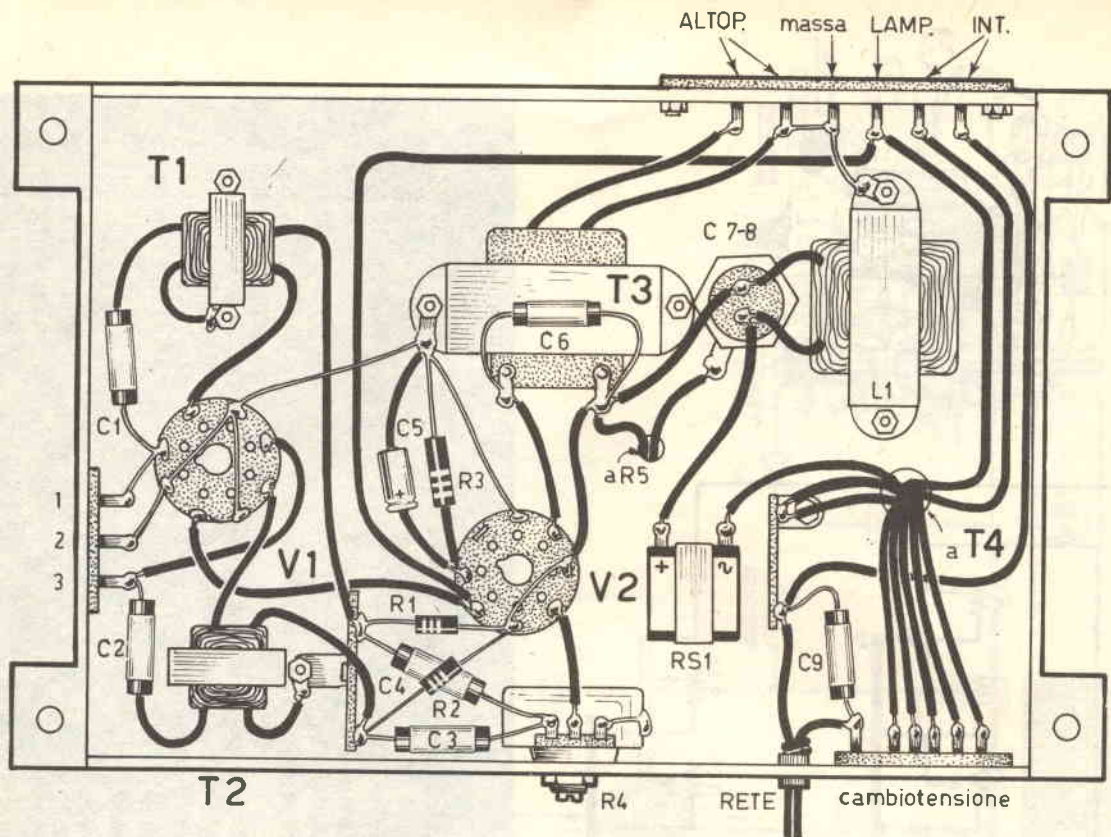 ALTOP. massa LAMP. INT.
T1
C 7-8
T3
C6
C1
C5
R3
L1
aR5
1
2
3
V1
V2
+ ~
a T4
R1
C2
C4
R2
RS1
C9
C3
T2
R4
RETE
cambiotensione
+